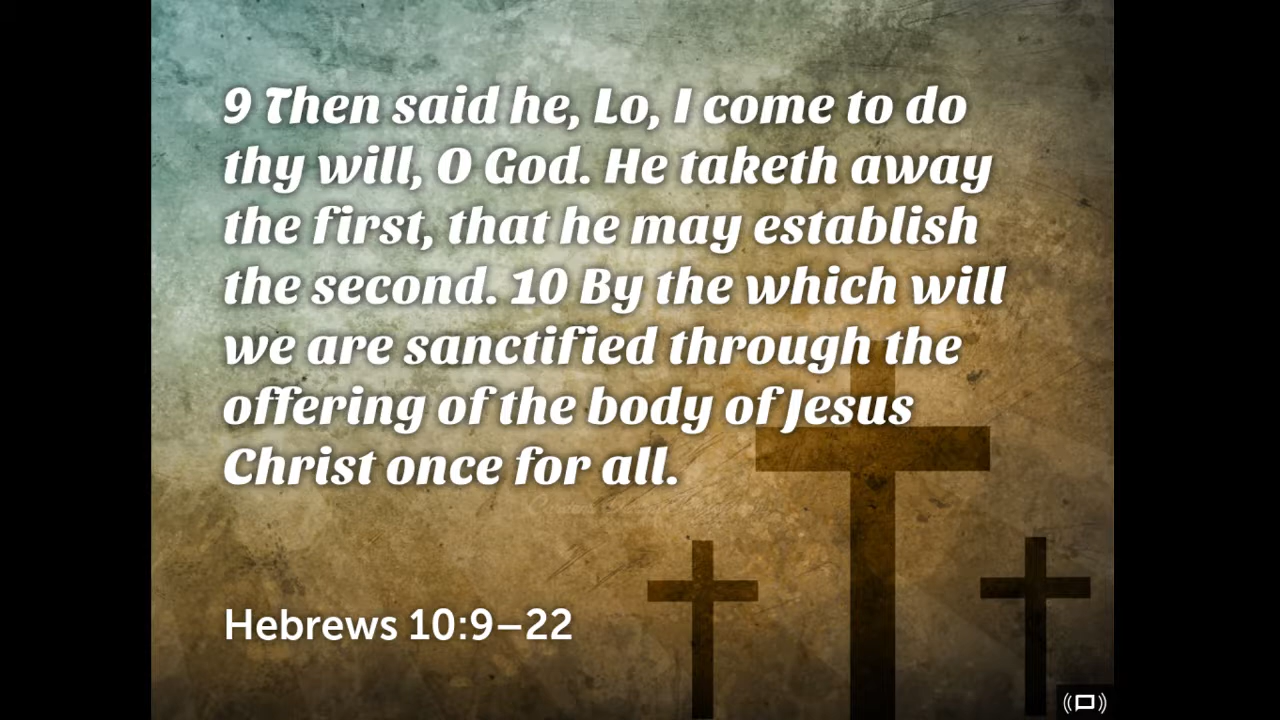 9 Then said he, Lo, I come to do
thy will, O God. He taketh away
the first, that he may establish
the second. 10 By the which will
we are sanctified through the
offering of the body of Jesus
Christ once for all.
Hebrews 10:9–22